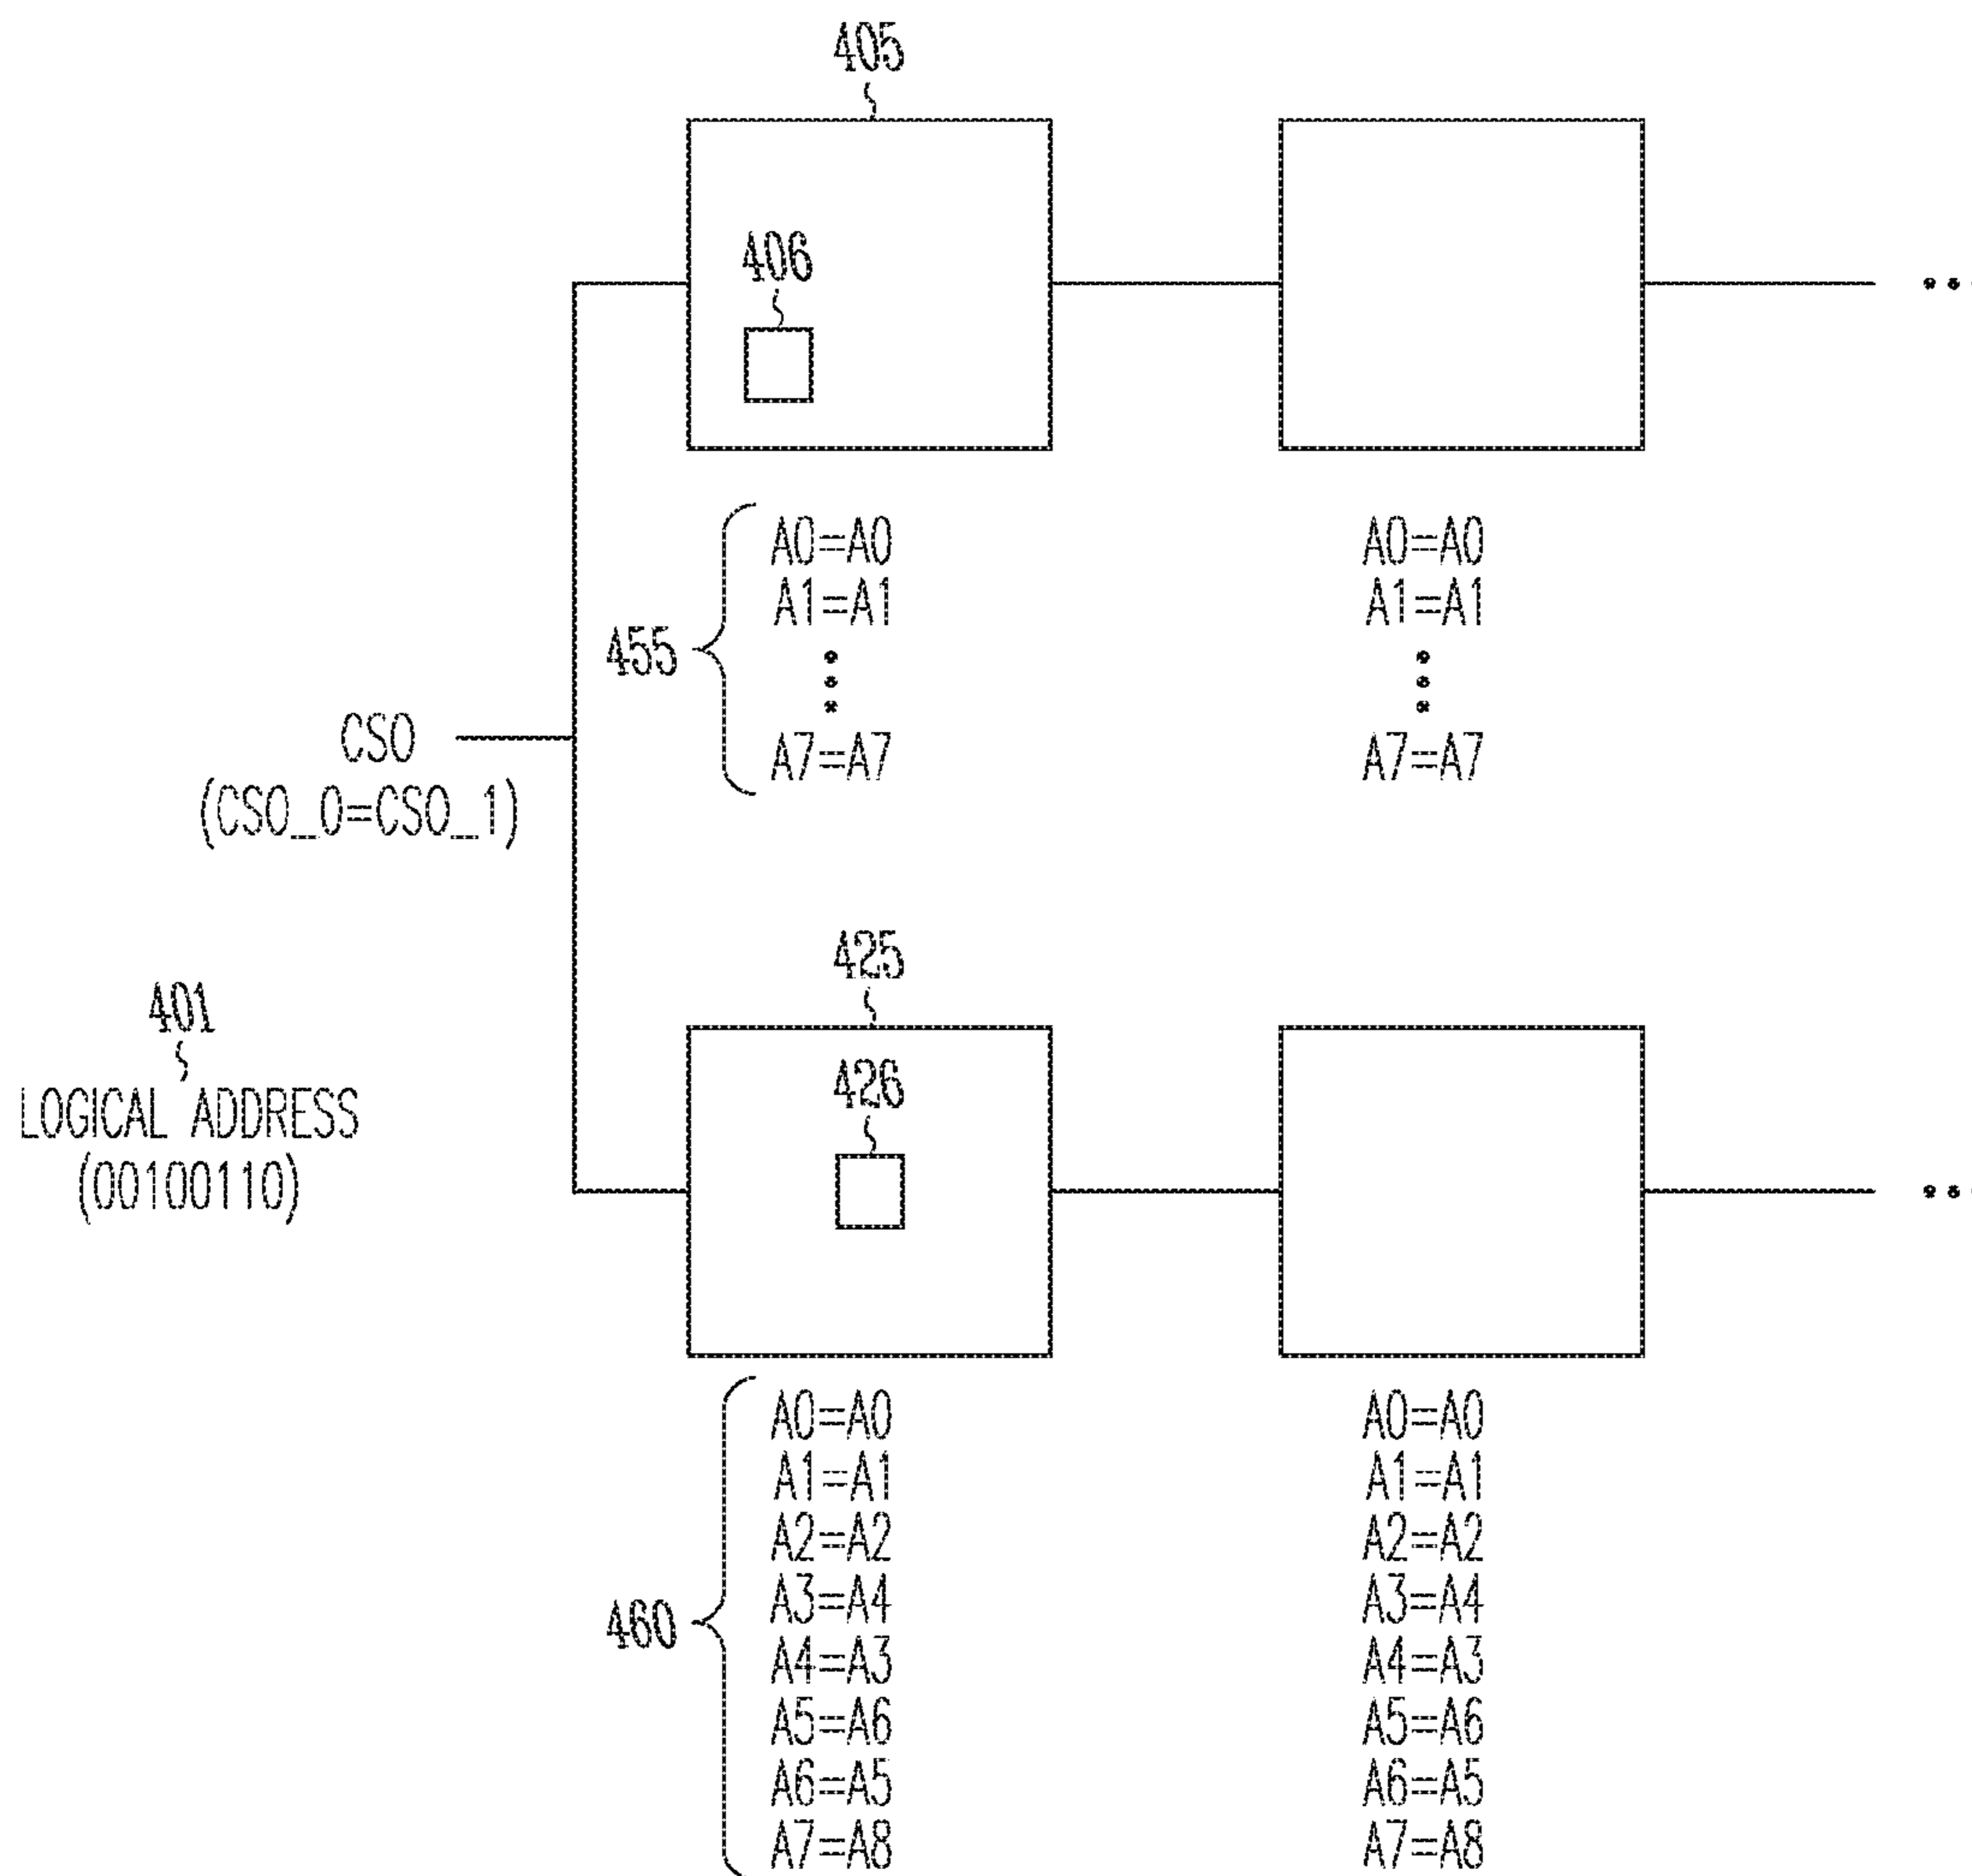 405
406
A0=A0 A0=A0
A1=A1 A1=A1
455
A7=A7 A7=A7
CS0
(CS0_0=CS0_1)
425
426
401
LOGICAL ADDRESS
(00100110)
A0=A0 A0=A0
A1=A1 A1=A1
A2=A2 A2=A2
A3=A4 A3=A4
460
A4=A3 A4=A3
A5=A6 A5=A6
A6=A5 A6=A5
A7=A8 A7=A8